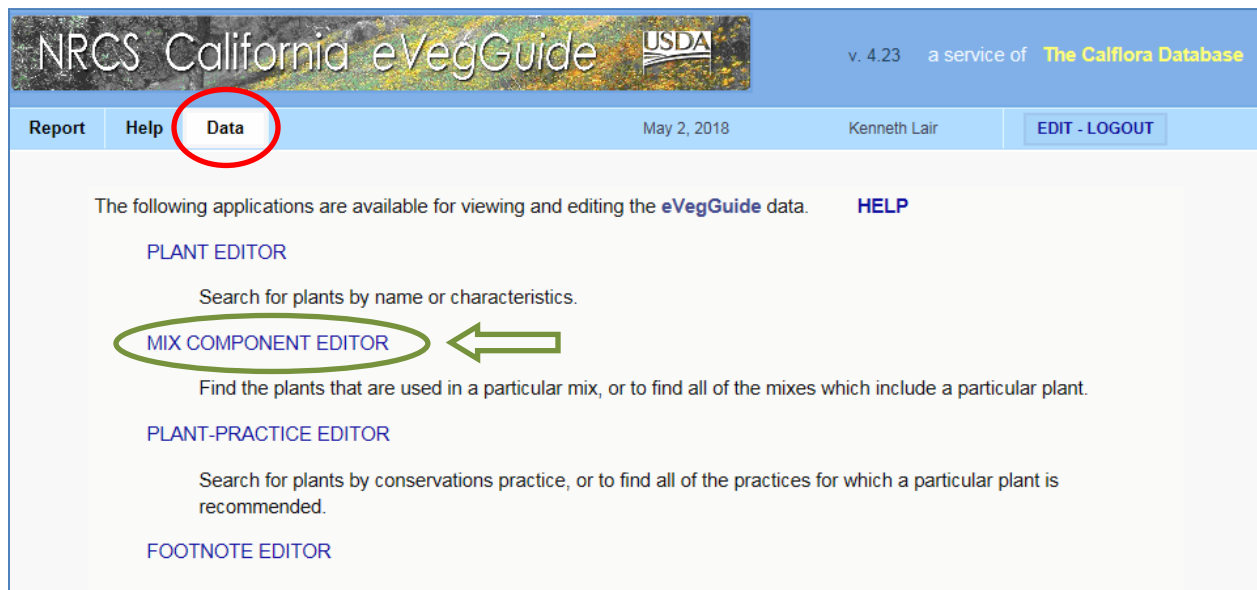 NRCS California eVegGuide USDA v. 4.23 a service of The Calflora Database
Report Help Data May 2, 2018 Kenneth Lair EDIT - LOGOUT
The following applications are available for viewing and editing the eVegGuide data. HELP
PLANT EDITOR
Search for plants by name or characteristics.
MIX COMPONENT EDITOR
Find the plants that are used in a particular mix, or to find all of the mixes which include a particular plant.
PLANT-PRACTICE EDITOR
Search for plants by conservations practice, or to find all of the practices for which a particular plant is
recommended.
FOOTNOTE EDITOR